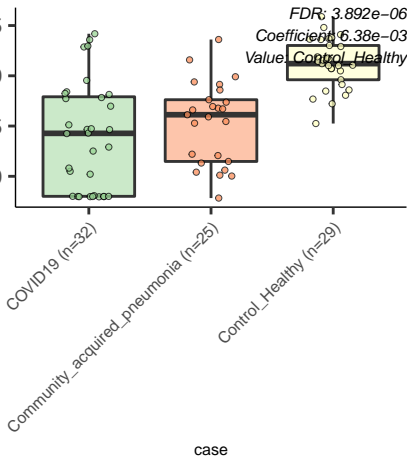 FDR: 3.892e−06
Coefficient: 6.38e−03
Value: Control_Healthy
COVID19 (n=32)
Community_acquired_pneumonia (n=25)
Control_Healthy (n=29)
case